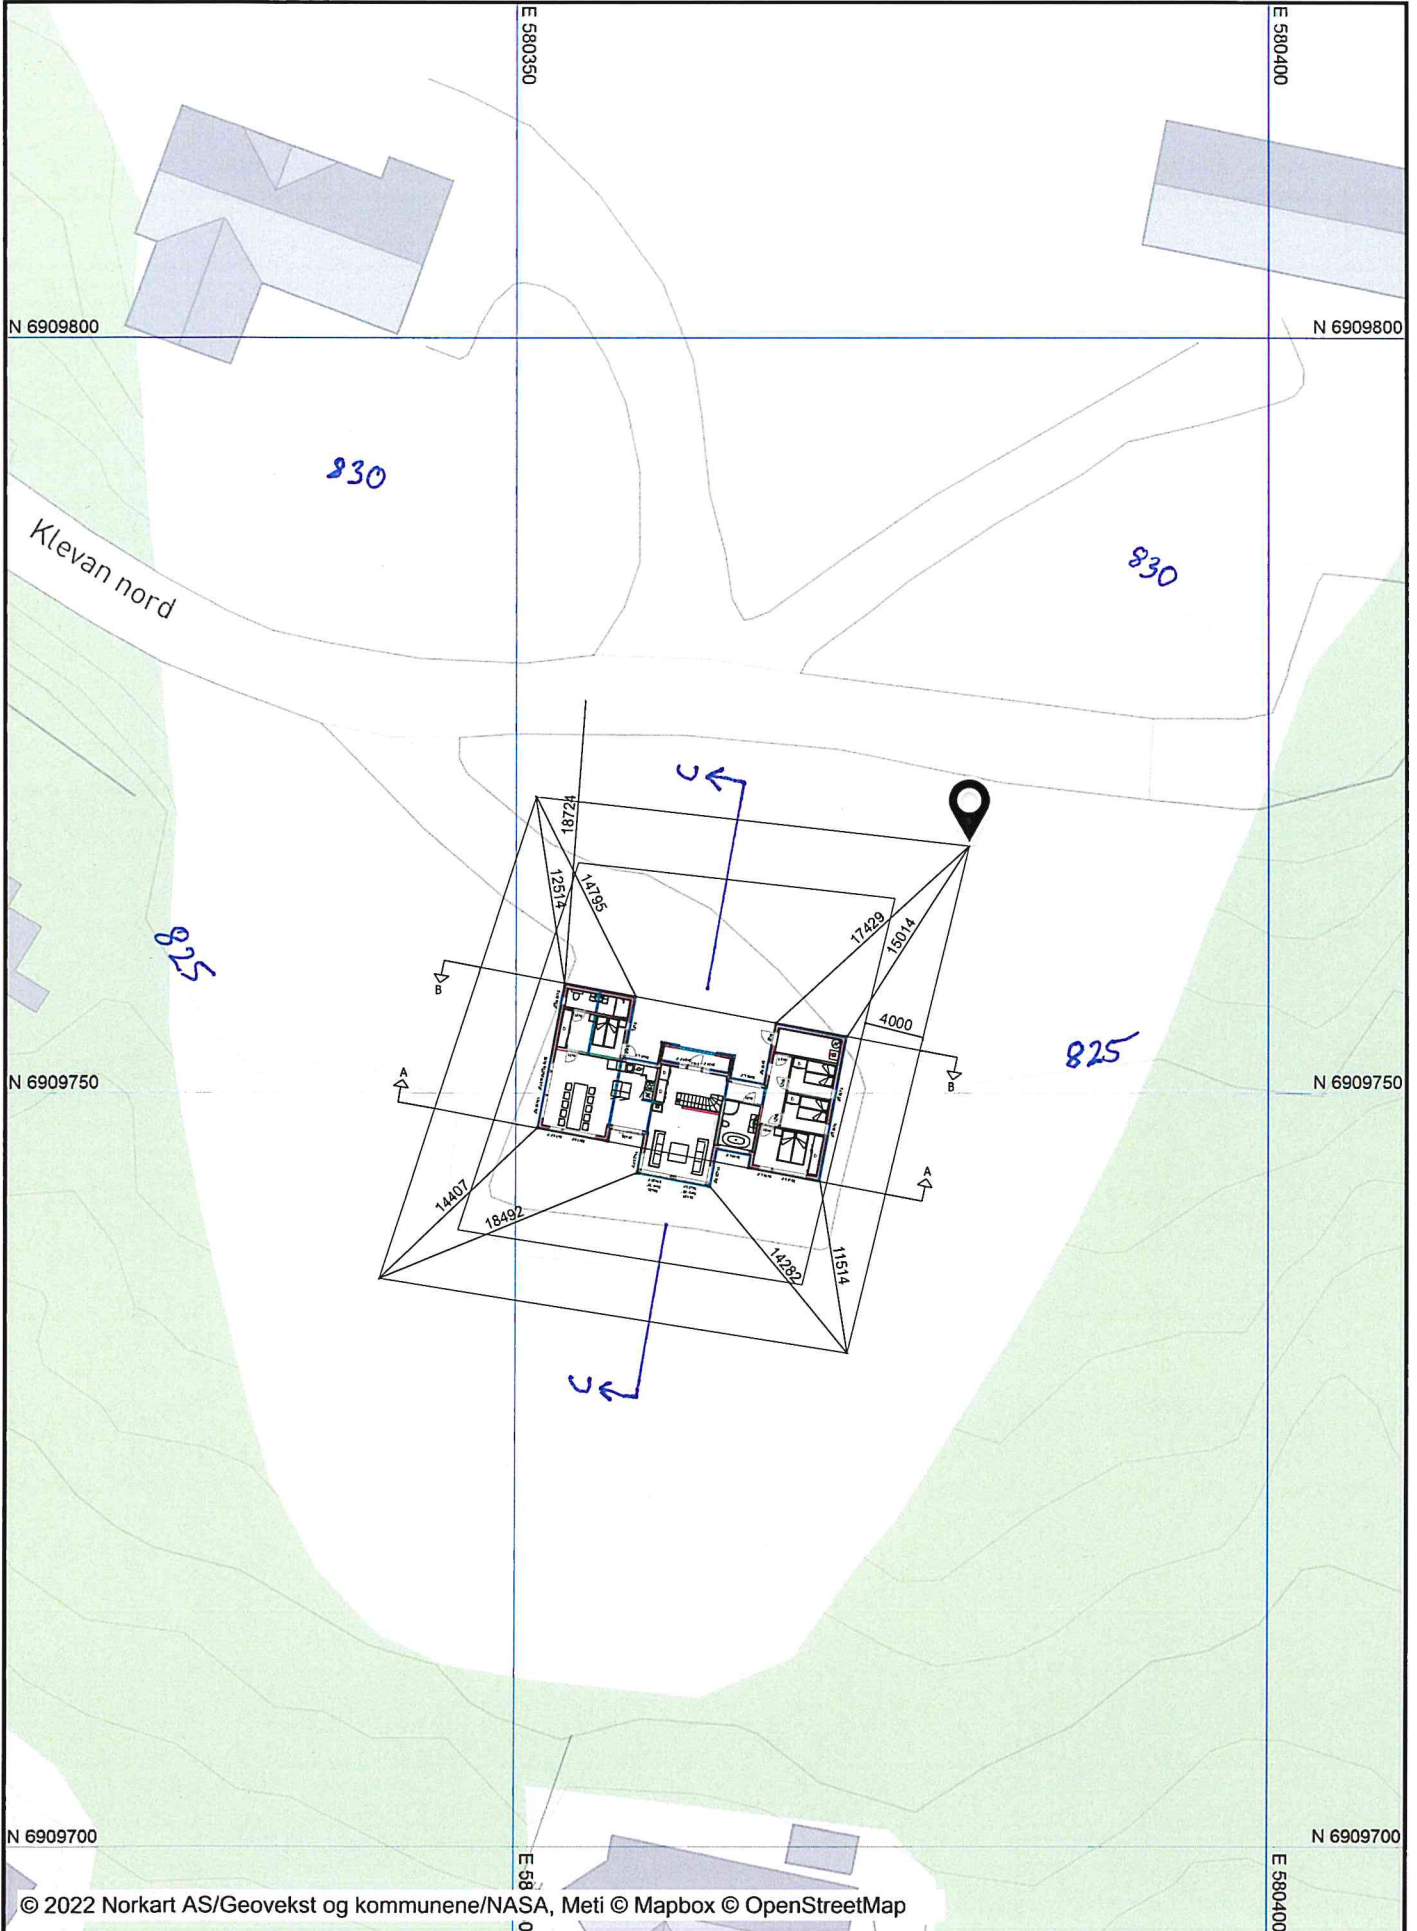 E 580350
E 580400
N 6909800
N 6909800
830
Klevan nord
830
C
18724
12514
14795
17429
15014
825
B
4000
825
B
N 6909750
N 6909750
A
A
14407
18492
14282
11514
C
N 6909700
N 6909700
E 580400
© 2022 Norkart AS/Geovekst og kommunene/NASA, Meti © Mapbox © OpenStreetMap